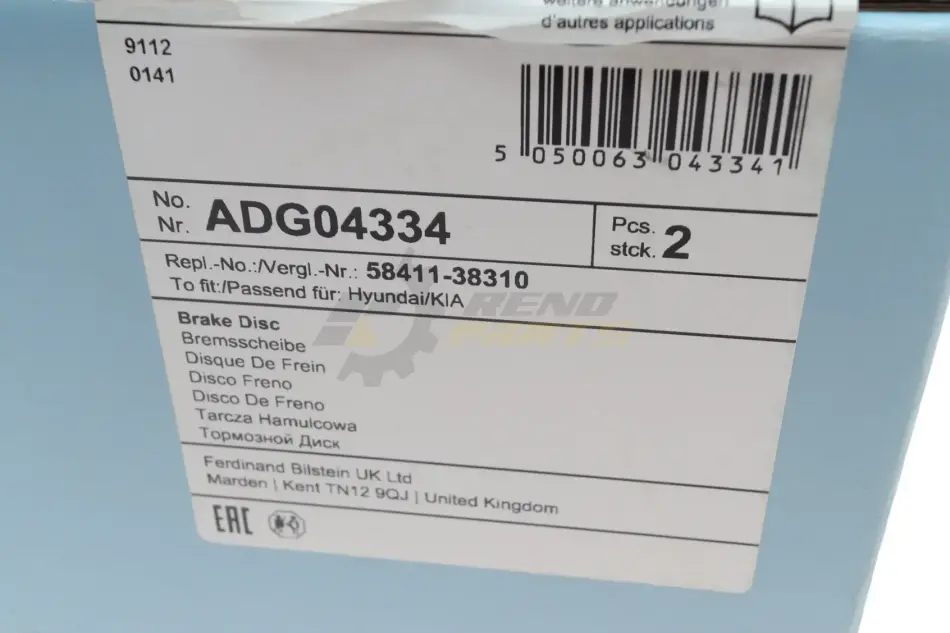 weitere anwendungen
d'autres applications
9112
0141
5 050063 043341
No.
Nr. ADG04334
Pcs.
stck. 2
Repl.-No.:/Vergl.-Nr.: 58411-38310
To fit:/Passend für: Hyundai/KIA
RENO
PARTS
Brake Disc
Bremsscheibe
Disque De Frein
Disco Freno
Disco De Freno
Tarcza Hamulcowa
Тормозной Диск
Ferdinand Bilstein UK Ltd
Marden | Kent TN12 9QJ | United Kingdom
EAC